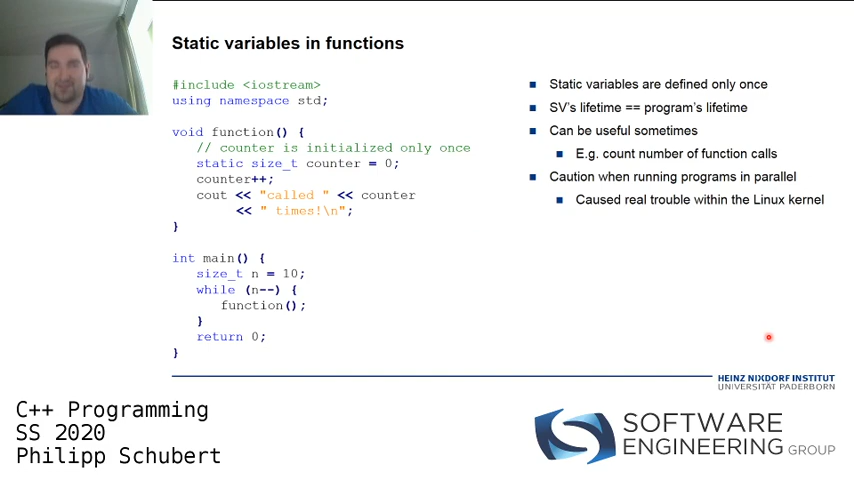 Static variables in functions
#include <iostream>
using namespace std;
void function() {
// counter is initialized only once
static size_t counter = 0;
counter++;
cout << "called " << counter
<< " times!\n";
}
int main() {
size_t n = 10;
while (n--) {
function();
}
return 0;
}
Static variables are defined only once
SV's lifetime == program's lifetime
Can be useful sometimes
E.g. count number of function calls
Caution when running programs in parallel
Caused real trouble within the Linux kernel
HEINZ NIXDORF INSTITUT
UNIVERSITÄT PADERBORN
C++ Programming
SS 2020
Philipp Schubert
SOFTWARE
ENGINEERING GROUP